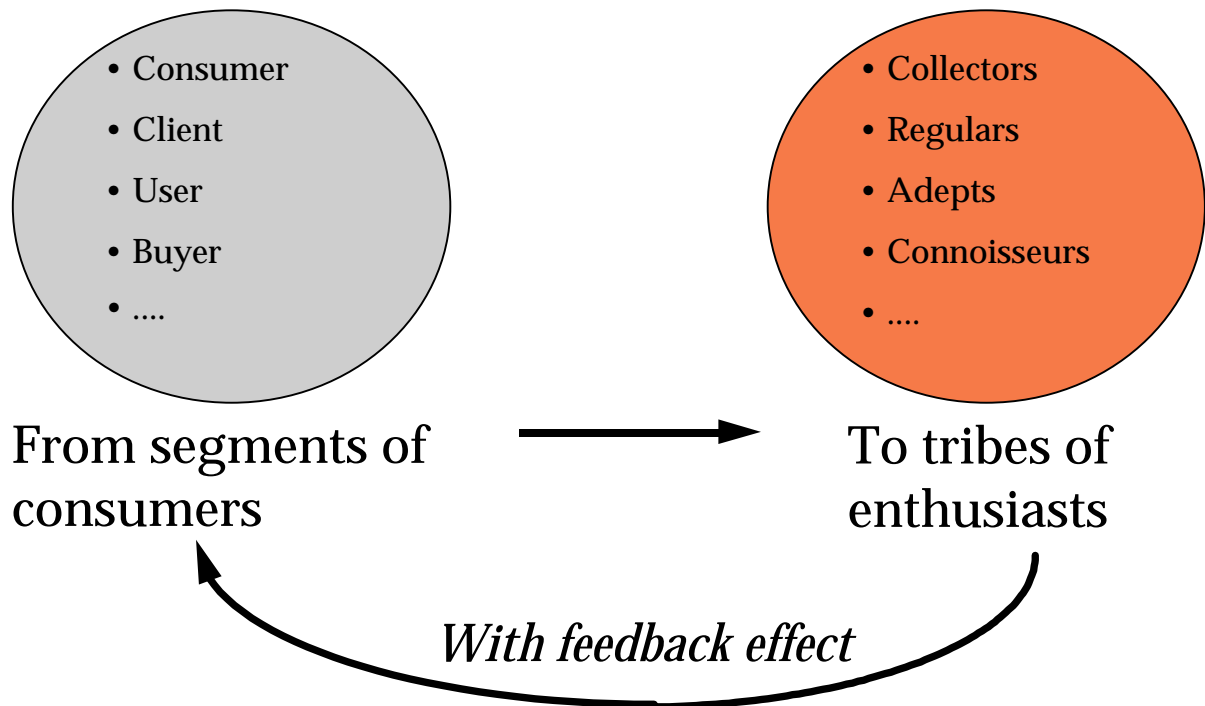 • Consumer
• Client
• User
• Buyer
• ....
From segments of
consumers
• Collectors
• Regulars
• Adepts
• Connoisseurs
• ....
To tribes of
enthusiasts
With feedback effect